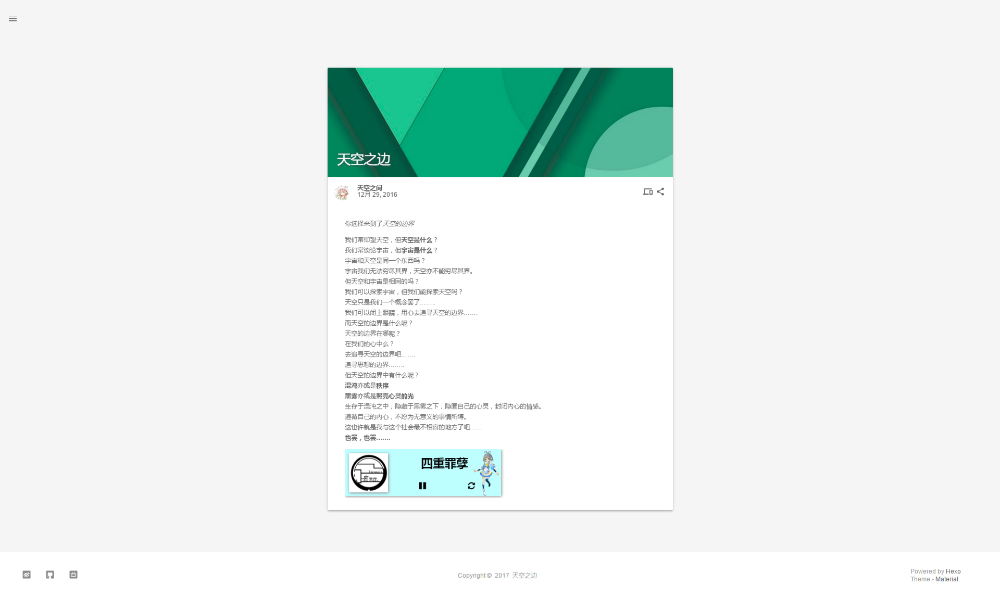 天空之边
天空之间
12月 29, 2016
你选择来到了天空的边界
我们常仰望天空，但天空是什么？
我们常谈论宇宙，但宇宙是什么？
宇宙和天空是同一个东西吗？
宇宙我们无法穷尽其界，天空亦不能穷尽其界。
但天空和宇宙是相同的吗？
我们可以探索宇宙，但我们能探索天空吗？
天空只是我们一个概念罢了……..
我们可以闭上眼睛，用心去追寻天空的边界…….
而天空的边界是什么呢？
天空的边界在哪呢？
在我们的心中么？
去追寻天空的边界吧…….
追寻思想的边界……..
但天空的边界中有什么呢？
混沌亦或是秩序
黑雾亦或是照亮心灵的光
生存于混沌之中，隐藏于黑雾之下，隐匿自己的心灵，封闭内心的情感。
遵循自己的内心，不愿为无意义的事情所缚。
这也许就是我与这个社会最不相容的地方了吧……
也罢，也罢…….
四重罪孽
Copyright © 2017 天空之边
Powered by Hexo
Theme - Material